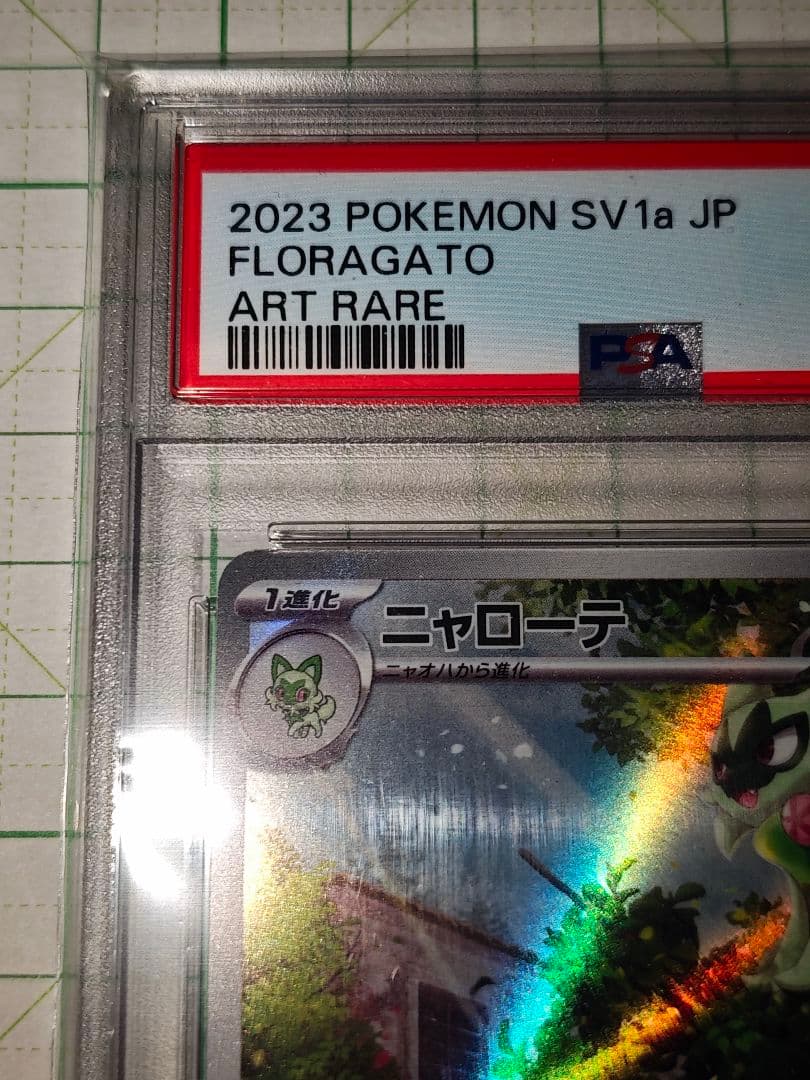 2023 POKEMON SV1a JP
FLORAGATO
ART RARE
PSA
1進化
ニャローテ
ニャオハから進化